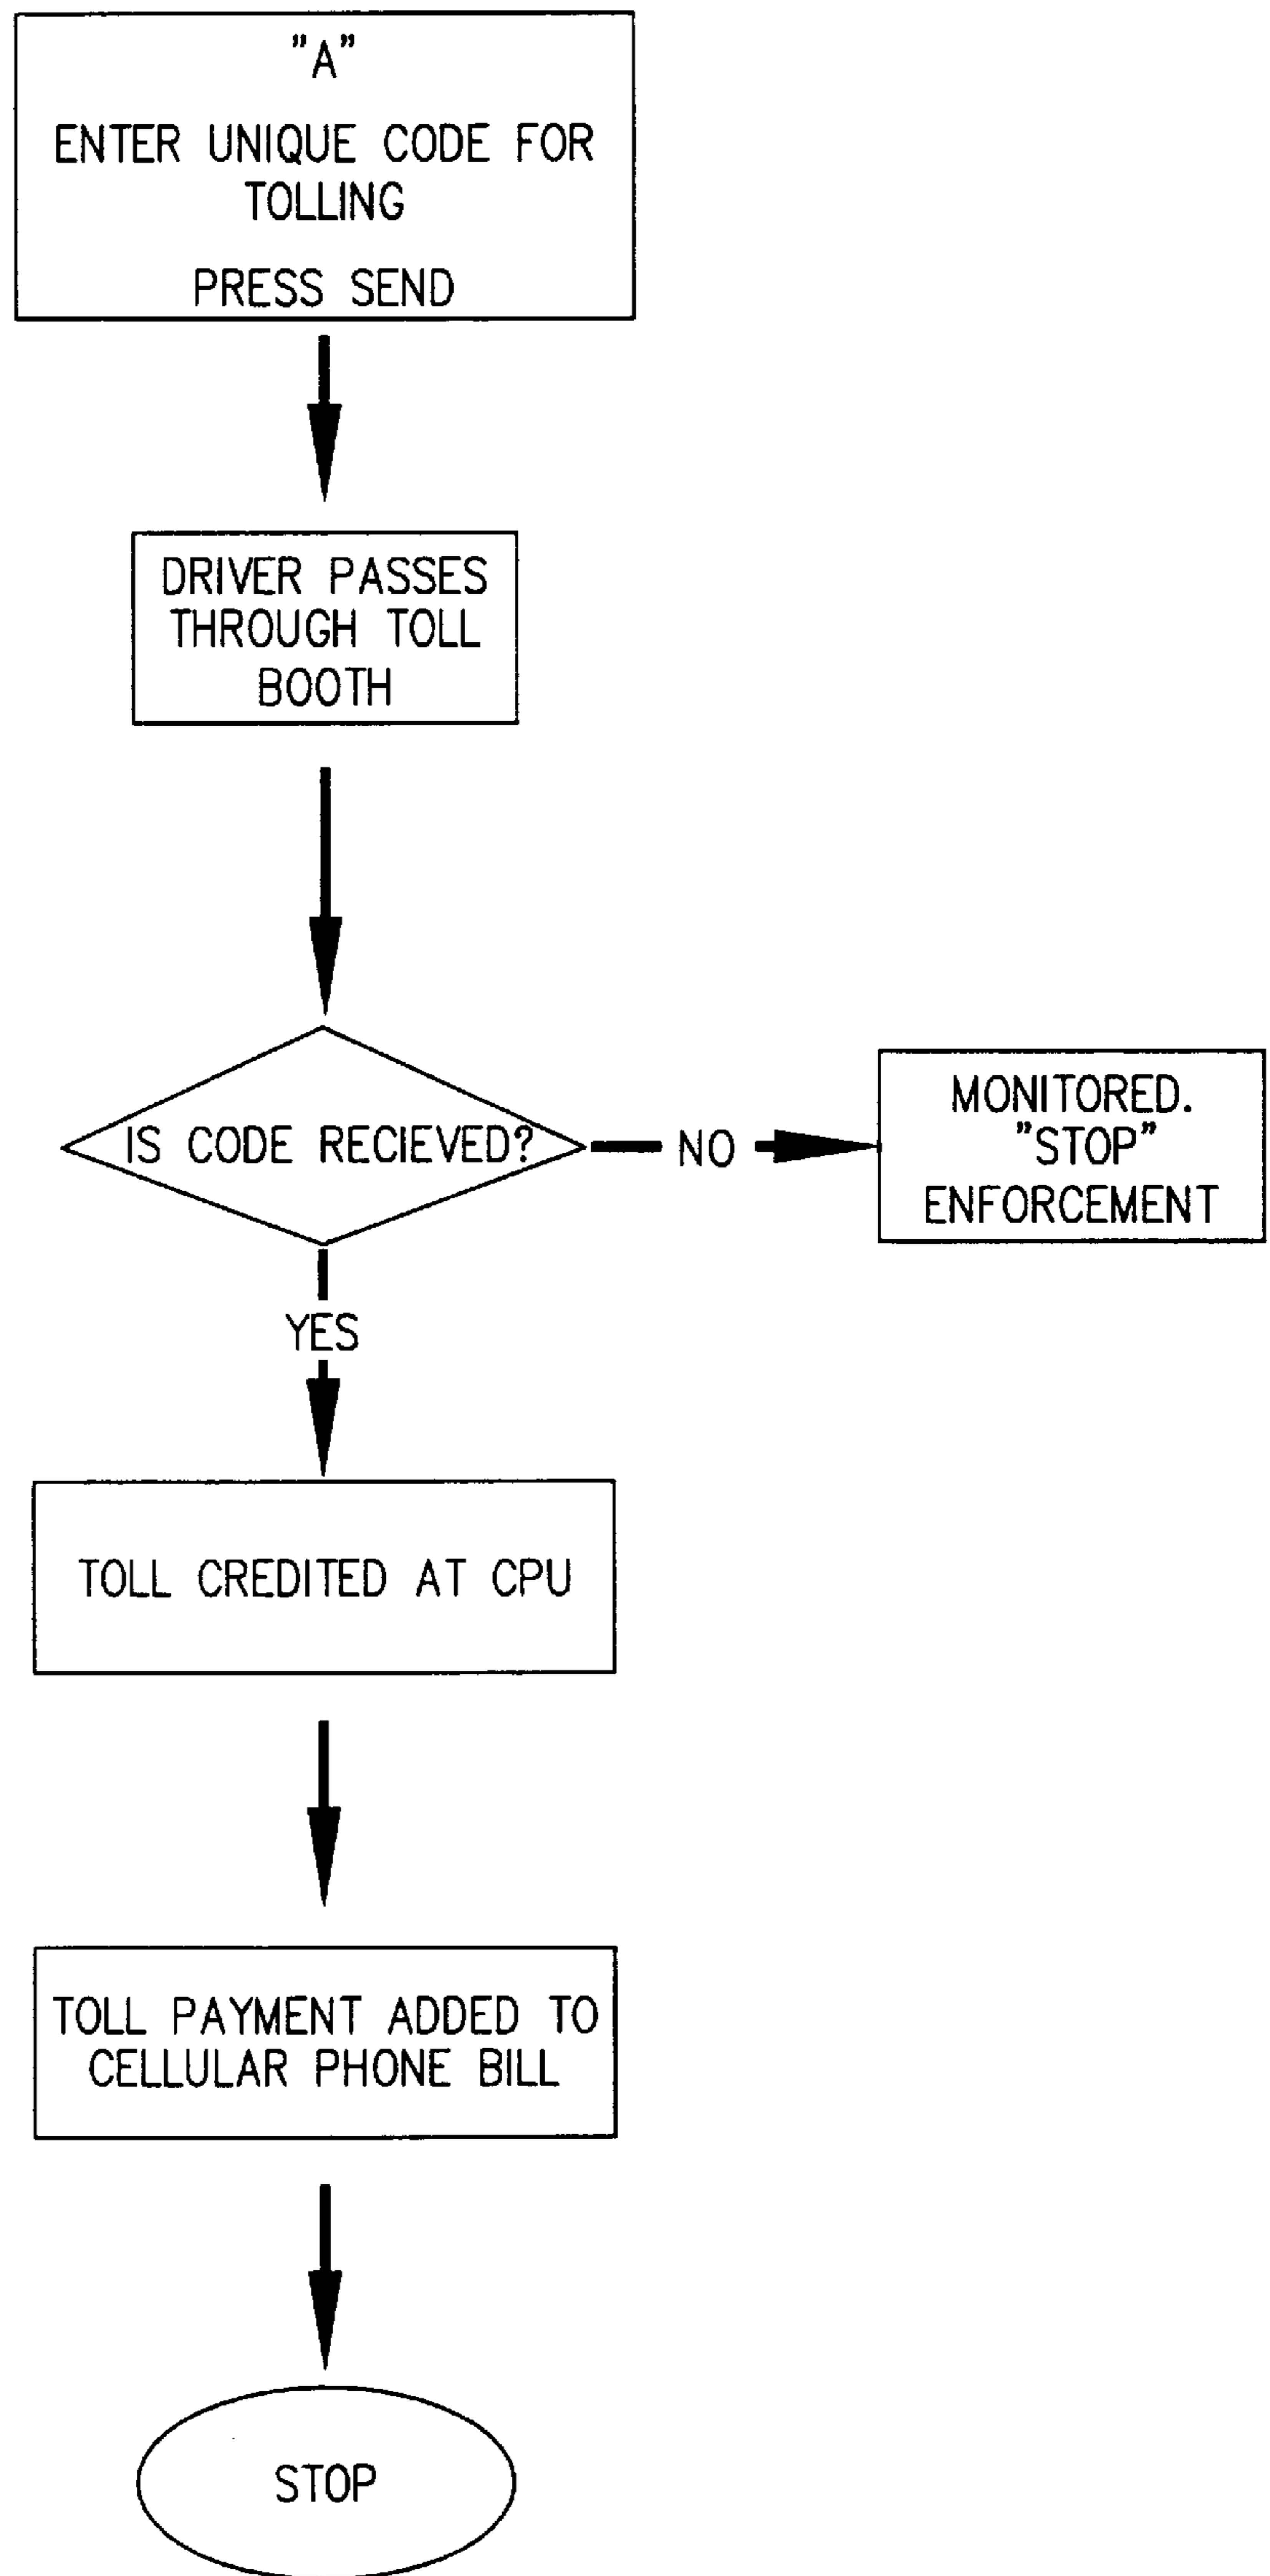 "A"
ENTER UNIQUE CODE FOR
TOLLING
PRESS SEND
DRIVER PASSES
THROUGH TOLL
BOOTH
IS CODE RECIEVED?
NO
MONITORED.
"STOP"
ENFORCEMENT
YES
TOLL CREDITED AT CPU
TOLL PAYMENT ADDED TO
CELLULAR PHONE BILL
STOP